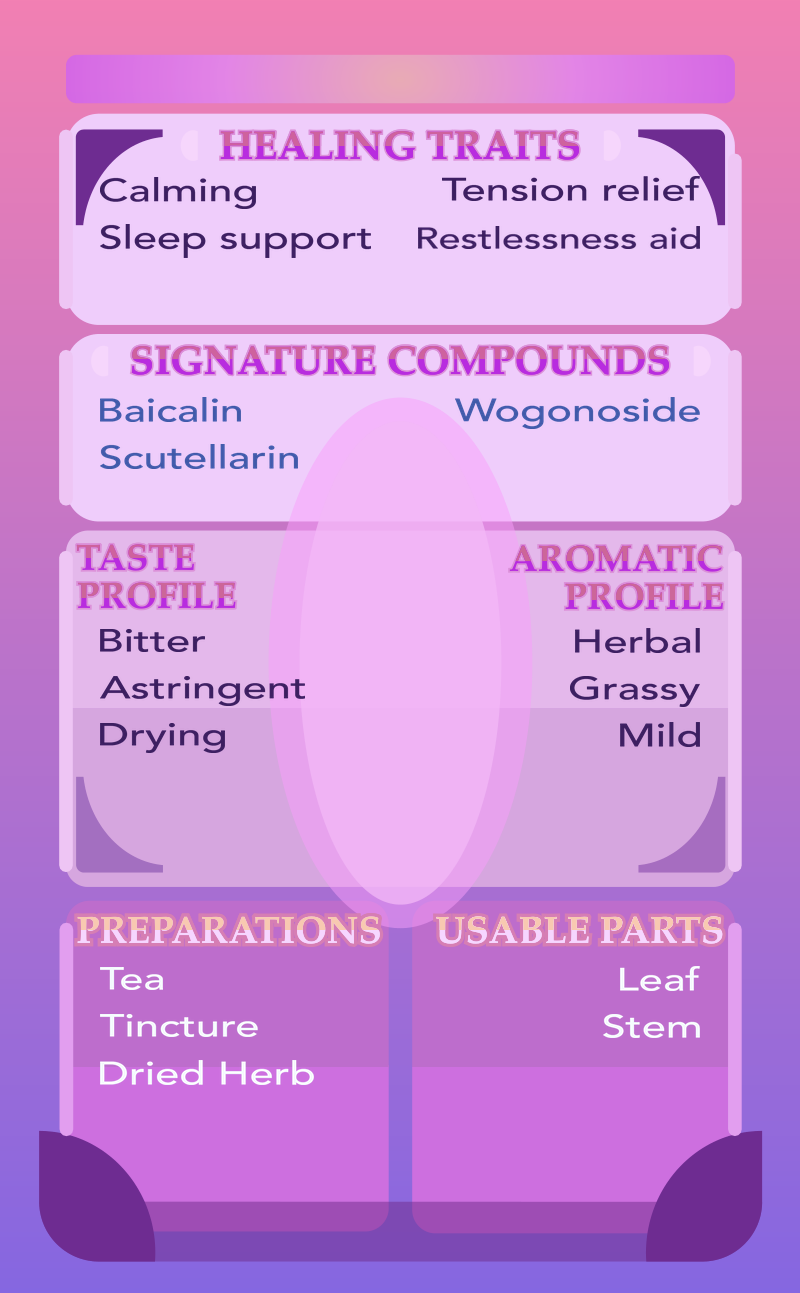 HEALING TRAITS
Calming
Tension relief
Sleep support
Restlessness aid
SIGNATURE COMPOUNDS
Baicalin
Wogonoside
Scutellarin
TASTE
PROFILE
Bitter
Astringent
Drying
AROMATIC
PROFILE
Herbal
Grassy
Mild
PREPARATIONS
Tea
Tincture
Dried Herb
USABLE PARTS
Leaf
Stem